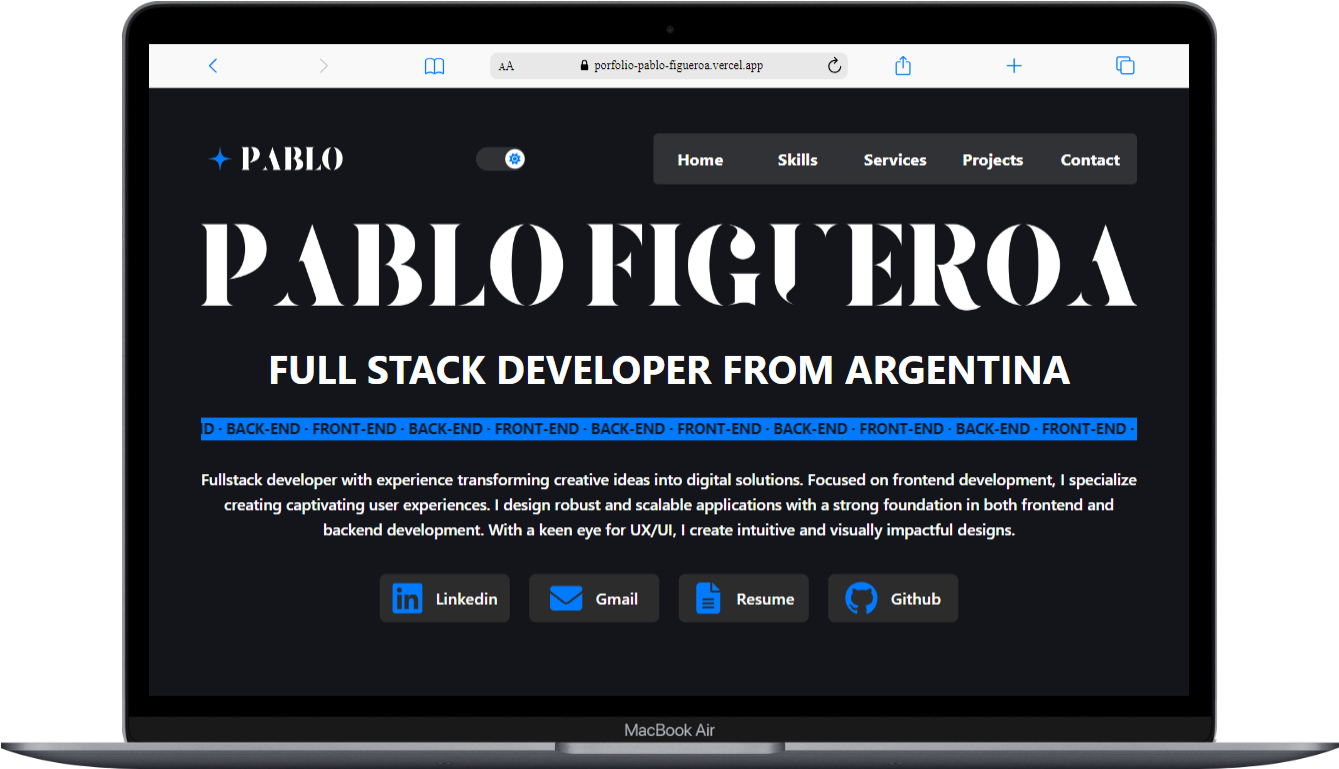 AA porfolio-pablo-figueroa.vercel.app
PABLO
Home Skills Services Projects Contact
PABLO FIGUEROA
FULL STACK DEVELOPER FROM ARGENTINA
ND · BACK-END · FRONT-END · BACK-END · FRONT-END · BACK-END · FRONT-END · BACK-END · FRONT-END · BACK-END · FRONT-END ·
Fullstack developer with experience transforming creative ideas into digital solutions. Focused on frontend development, I specialize
creating captivating user experiences. I design robust and scalable applications with a strong foundation in both frontend and
backend development. With a keen eye for UX/UI, I create intuitive and visually impactful designs.
Linkedin Gmail Resume Github
MacBook Air